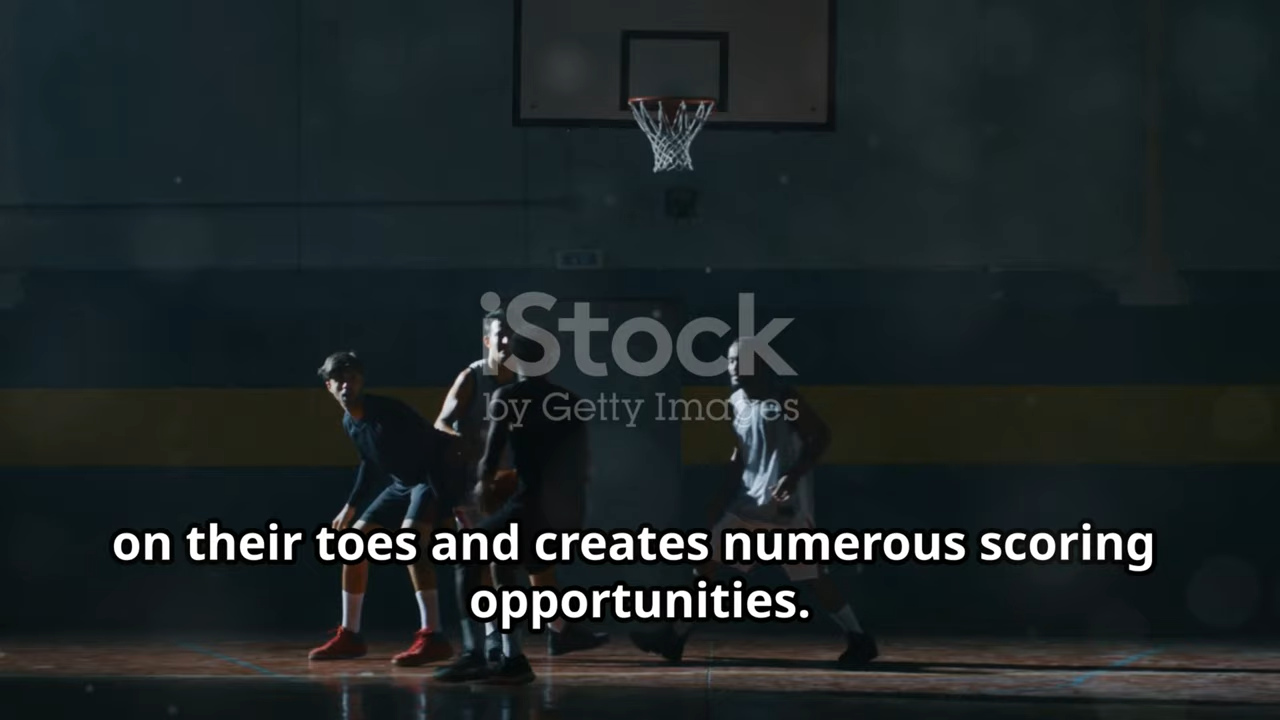 iStock
by Getty Images
on their toes and creates numerous scoring
opportunities.